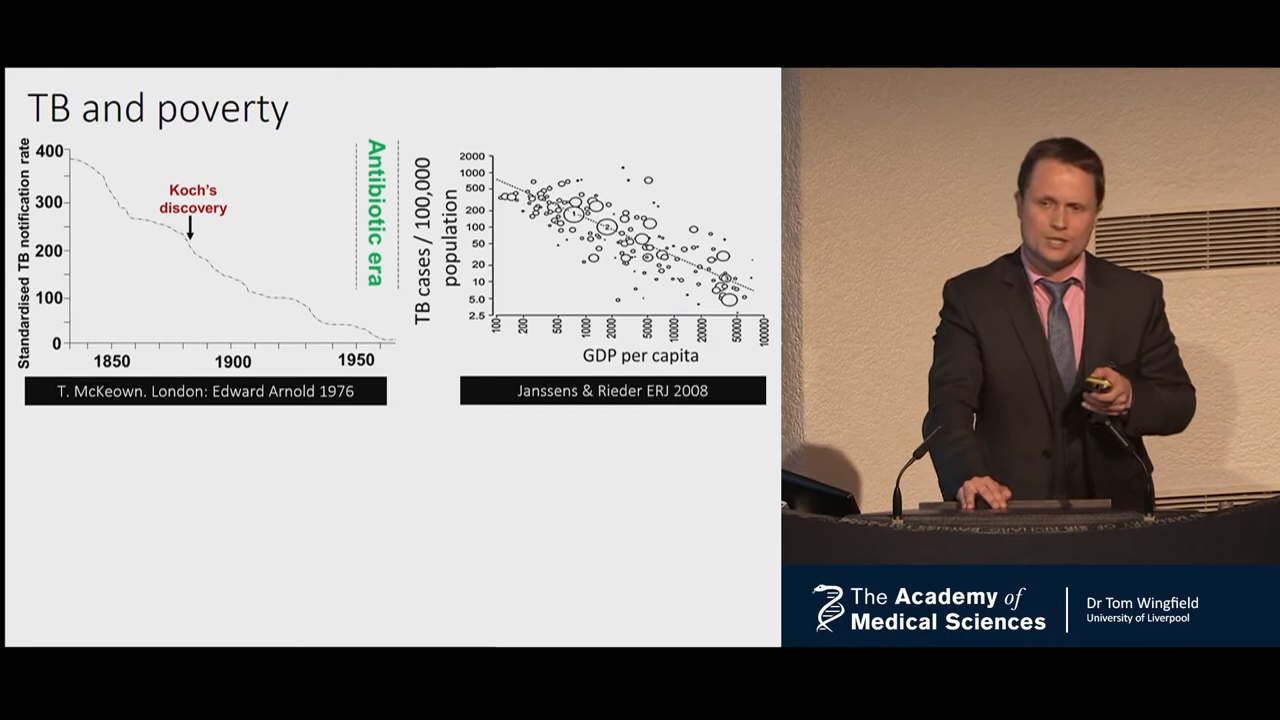 TB and poverty
Standardised TB notification rate
400
300
200
100
0
1850
1900
1950
Koch's
discovery
Antibiotic era
T. McKeown. London: Edward Arnold 1976
TB cases / 100,000
population
2000
1000
500
200
100
50
20
10
5.0
2.5
100
200
500
1000
2000
5000
10000
20000
50000
100000
GDP per capita
Janssens & Rieder ERJ 2008
The Academy of
Medical Sciences
Dr Tom Wingfield
University of Liverpool